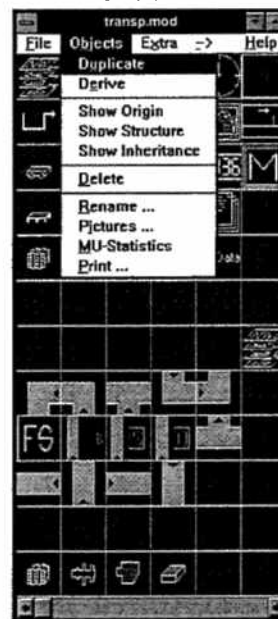 transp.mod
File Objects Extra -> Help
Duplicate
Derive
Show Origin
Show Structure
Show Inheritance
Delete
Rename ...
Pictures ...
MU-Statistics
Print ...
M
FS